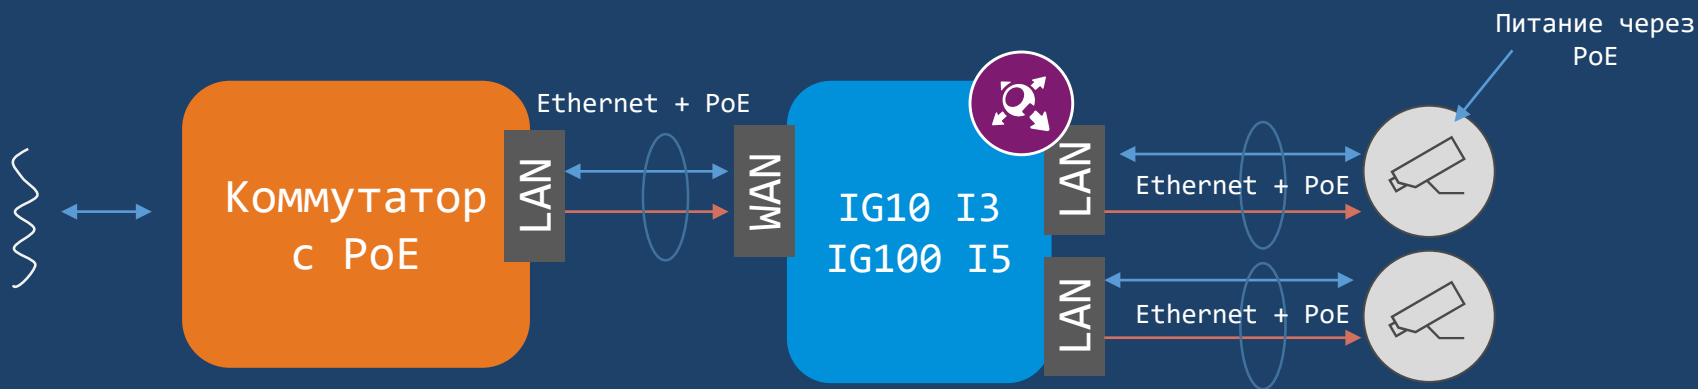 Питание через
PoE
Ethernet + PoE
Коммутатор
с PoE
LAN
WAN
IG10 I3
IG100 I5
LAN
Ethernet + PoE
LAN
Ethernet + PoE